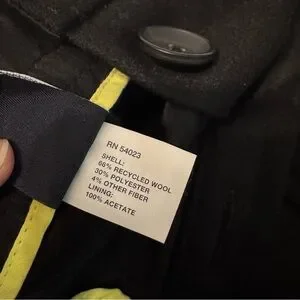 RN 54023
SHELL:
66% RECYCLED WOOL
30% POLYESTER
4% OTHER FIBER
LINING:
100% ACETATE